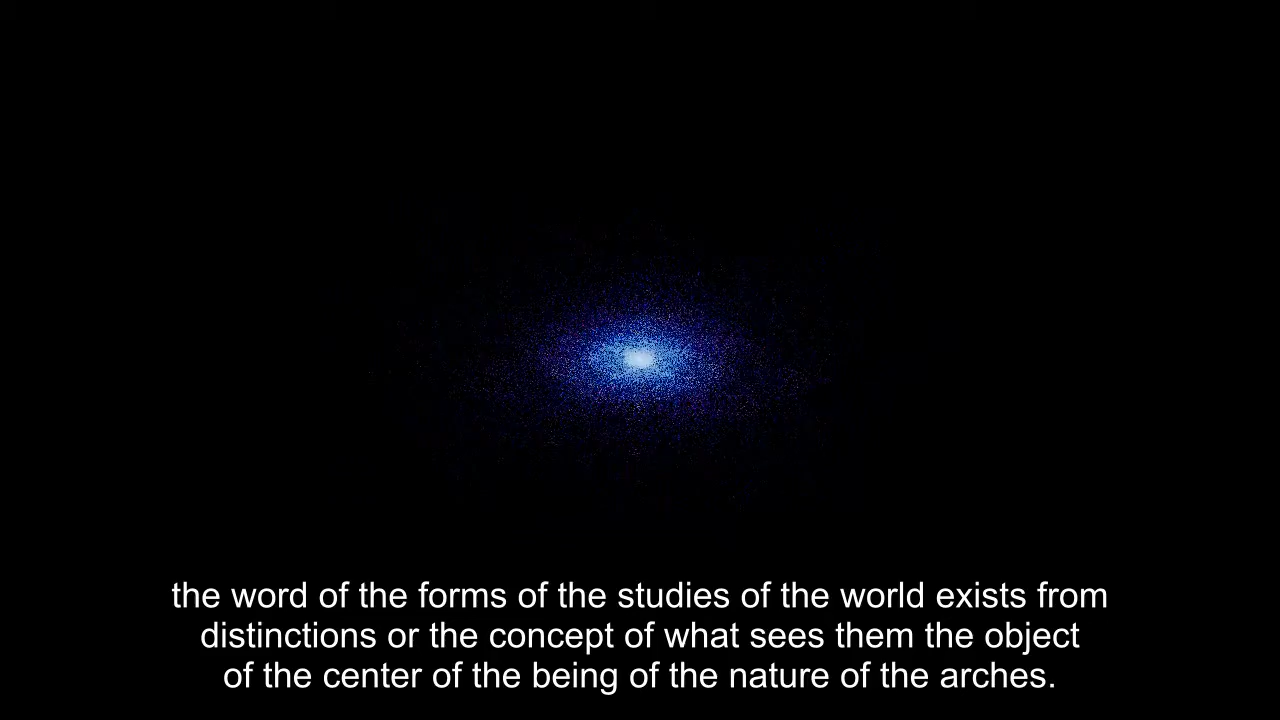 the word of the forms of the studies of the world exists from
distinctions or the concept of what sees them the object
of the center of the being of the nature of the arches.